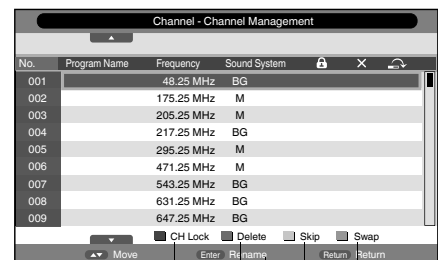 Channel - Channel Management
No. Program Name Frequency Sound System
001 48.25 MHz BG
002 175.25 MHz M
003 205.25 MHz M
004 217.25 MHz BG
005 295.25 MHz M
006 471.25 MHz M
007 543.25 MHz BG
008 631.25 MHz BG
009 647.25 MHz BG
CH Lock Delete Skip Swap
Move Enter Rename Return Return